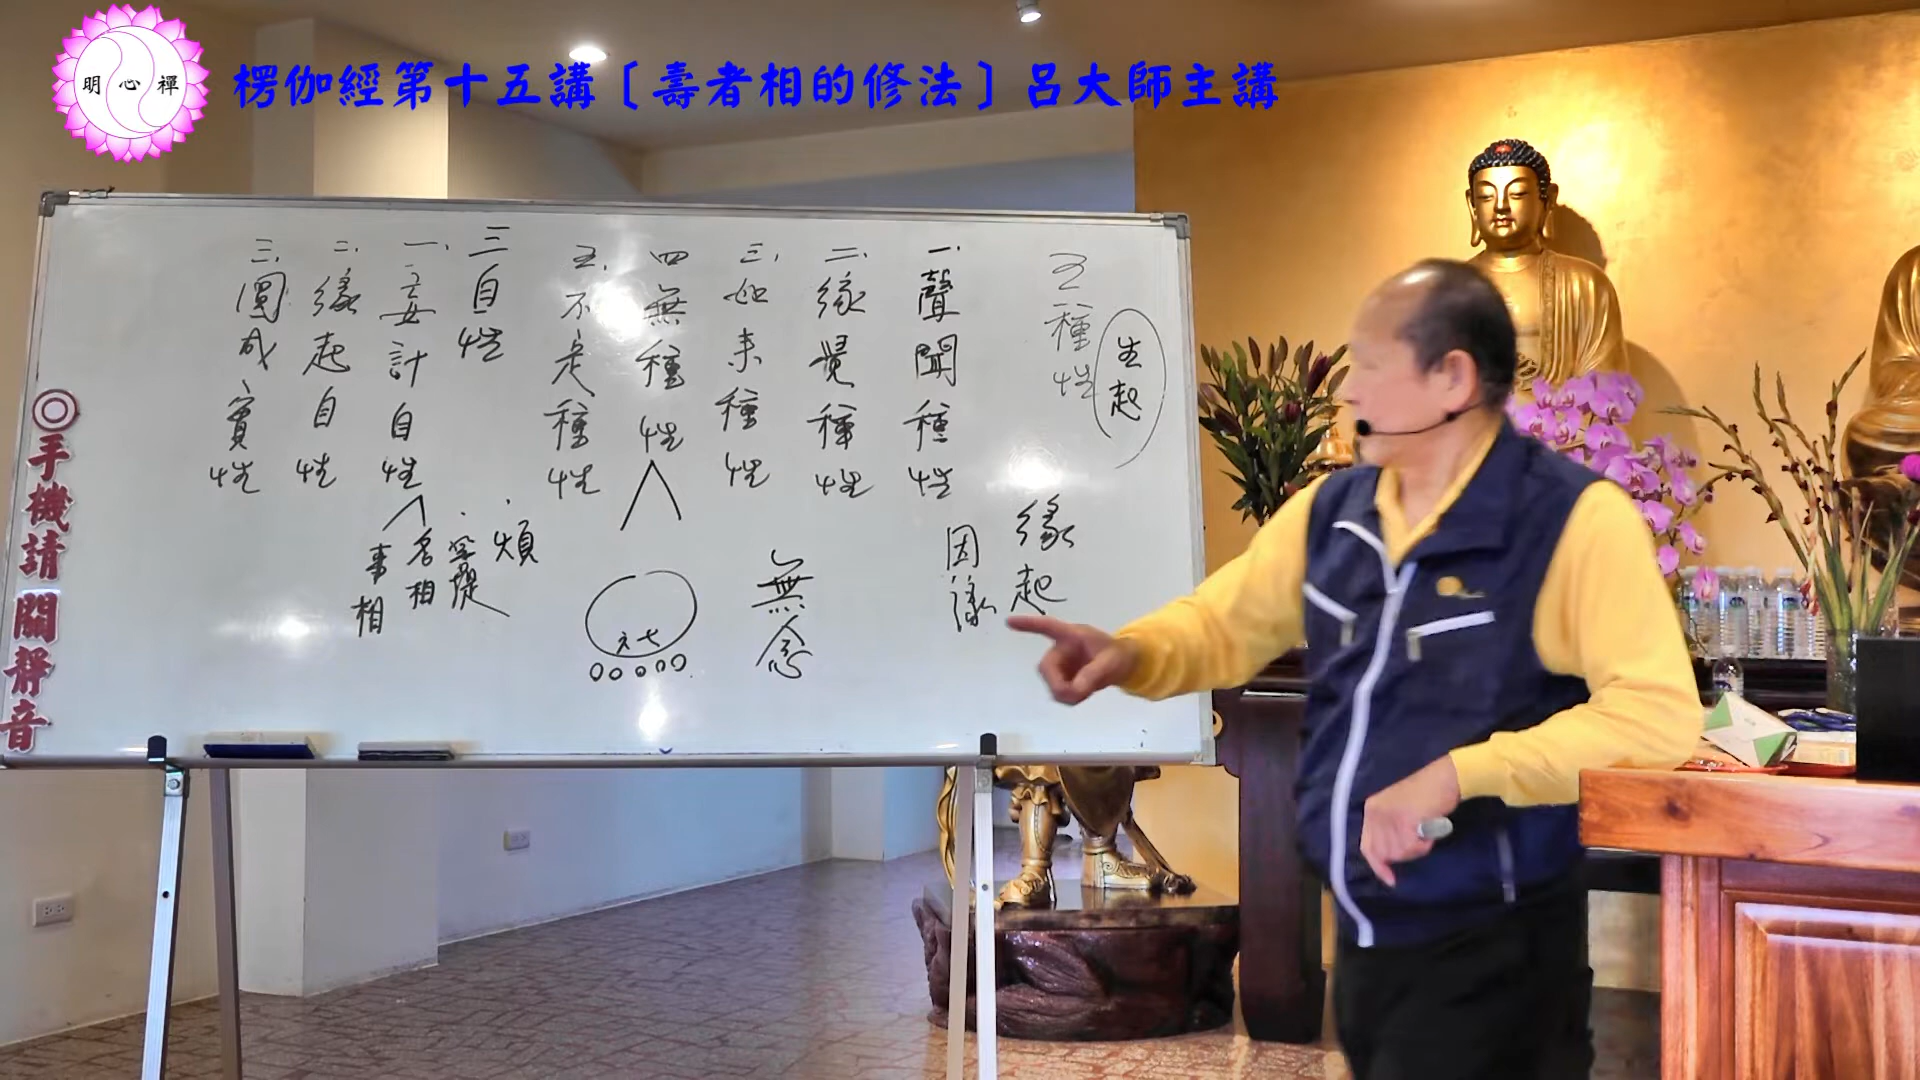 明心禪
楞伽經第十五講〔壽者相的修法〕呂大師主講
五種性
生起
一、聲聞種性
二、緣覺種性
三、如来種性
四無種性
五、不定種性
三自性
一、妄計自性
二、緣起自性
三、圓成實性
緣起
因緣
無念
六七
煩
名相
事相
◎手機請關靜音